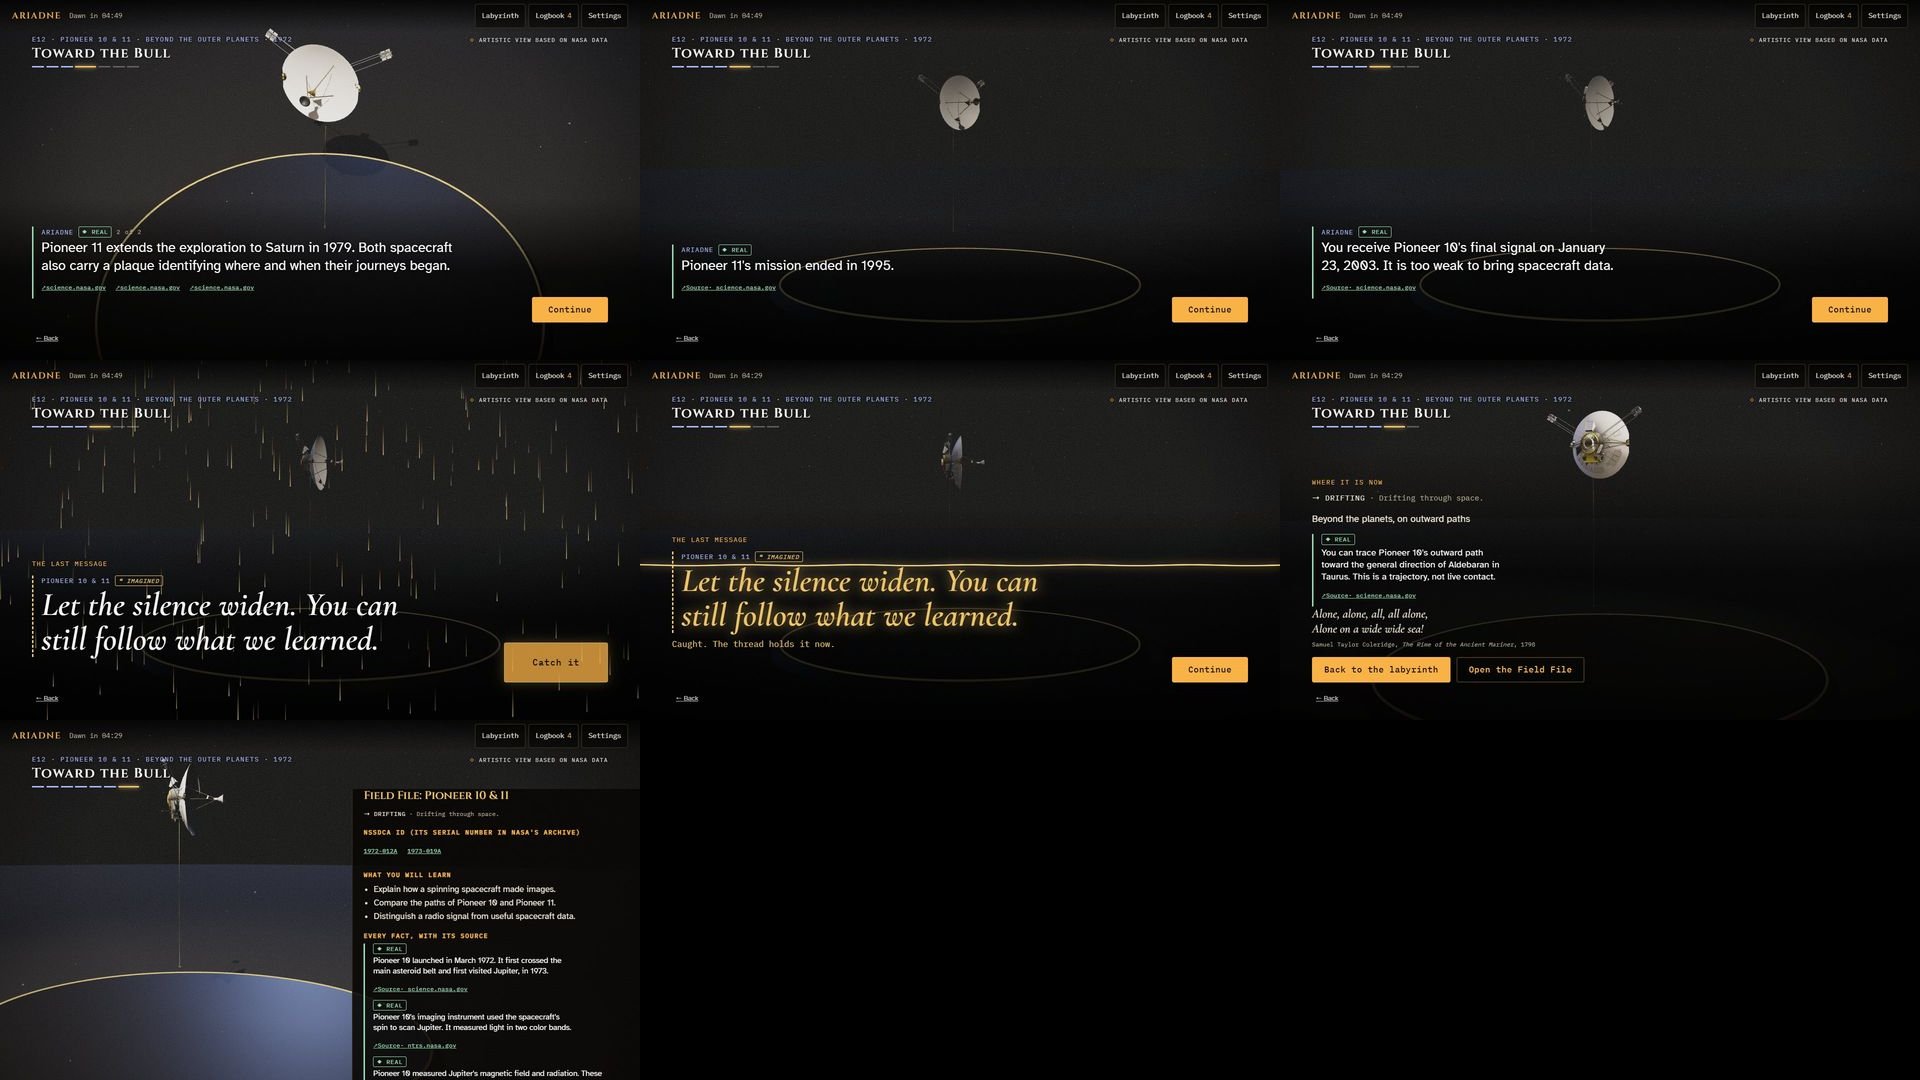 ARIADNE Dawn in 04:49 Labyrinth Logbook 4 Settings
E12 · PIONEER 10 & 11 · BEYOND THE OUTER PLANETS · 1972
TOWARD THE BULL
ARTISTIC VIEW BASED ON NASA DATA
ARIADNE REAL 2 of 2
Pioneer 11 extends the exploration to Saturn in 1979. Both spacecraft
also carry a plaque identifying where and when their journeys began.
↗science.nasa.gov ↗science.nasa.gov ↗science.nasa.gov
Continue
← Back
ARIADNE Dawn in 04:49 Labyrinth Logbook 4 Settings
E12 · PIONEER 10 & 11 · BEYOND THE OUTER PLANETS · 1972
TOWARD THE BULL
ARTISTIC VIEW BASED ON NASA DATA
ARIADNE REAL
Pioneer 11's mission ended in 1995.
↗Source· science.nasa.gov
Continue
← Back
ARIADNE Dawn in 04:49 Labyrinth Logbook 4 Settings
E12 · PIONEER 10 & 11 · BEYOND THE OUTER PLANETS · 1972
TOWARD THE BULL
ARTISTIC VIEW BASED ON NASA DATA
ARIADNE REAL
You receive Pioneer 10's final signal on January
23, 2003. It is too weak to bring spacecraft data.
↗Source· science.nasa.gov
Continue
← Back
ARIADNE Dawn in 04:49 Labyrinth Logbook 4 Settings
E12 · PIONEER 10 & 11 · BEYOND THE OUTER PLANETS · 1972
TOWARD THE BULL
ARTISTIC VIEW BASED ON NASA DATA
THE LAST MESSAGE
PIONEER 10 & 11 IMAGINED
Let the silence widen. You can
still follow what we learned.
Catch it
← Back
ARIADNE Dawn in 04:29 Labyrinth Logbook 4 Settings
E12 · PIONEER 10 & 11 · BEYOND THE OUTER PLANETS · 1972
TOWARD THE BULL
ARTISTIC VIEW BASED ON NASA DATA
THE LAST MESSAGE
PIONEER 10 & 11 IMAGINED
Let the silence widen. You can
still follow what we learned.
Caught. The thread holds it now.
Continue
← Back
ARIADNE Dawn in 04:29 Labyrinth Logbook 4 Settings
E12 · PIONEER 10 & 11 · BEYOND THE OUTER PLANETS · 1972
TOWARD THE BULL
ARTISTIC VIEW BASED ON NASA DATA
WHERE IT IS NOW
→ DRIFTING · Drifting through space.
Beyond the planets, on outward paths
REAL
You can trace Pioneer 10's outward path
toward the general direction of Aldebaran in
Taurus. This is a trajectory, not live contact.
↗Source· science.nasa.gov
Alone, alone, all, all alone,
Alone on a wide wide sea!
Samuel Taylor Coleridge, The Rime of the Ancient Mariner, 1798
Back to the labyrinth Open the Field File
← Back
ARIADNE Dawn in 04:29 Labyrinth Logbook 4 Settings
E12 · PIONEER 10 & 11 · BEYOND THE OUTER PLANETS · 1972
TOWARD THE BULL
ARTISTIC VIEW BASED ON NASA DATA
FIELD FILE: PIONEER 10 & 11
→ DRIFTING · Drifting through space.
NSSDCA ID (ITS SERIAL NUMBER IN NASA'S ARCHIVE)
1972-012A 1973-019A
WHAT YOU WILL LEARN
• Explain how a spinning spacecraft made images.
• Compare the paths of Pioneer 10 and Pioneer 11.
• Distinguish a radio signal from useful spacecraft data.
EVERY FACT, WITH ITS SOURCE
REAL
Pioneer 10 launched in March 1972. It first crossed the
main asteroid belt and first visited Jupiter, in 1973.
↗Source· science.nasa.gov
REAL
Pioneer 10's imaging instrument used the spacecraft's
spin to scan Jupiter. It measured light in two color bands.
↗Source· ntrs.nasa.gov
REAL
Pioneer 10 measured Jupiter's magnetic field and radiation. These